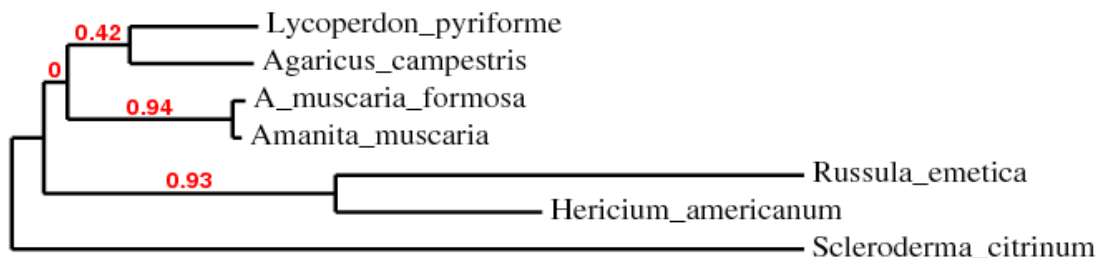 Lycoperdon_pyriforme
0.42
Agaricus_campestris
0
A_muscaria_formosa
0.94
Amanita_muscaria
Russula_emetica
0.93
Hericium_americanum
Scleroderma_citrinum